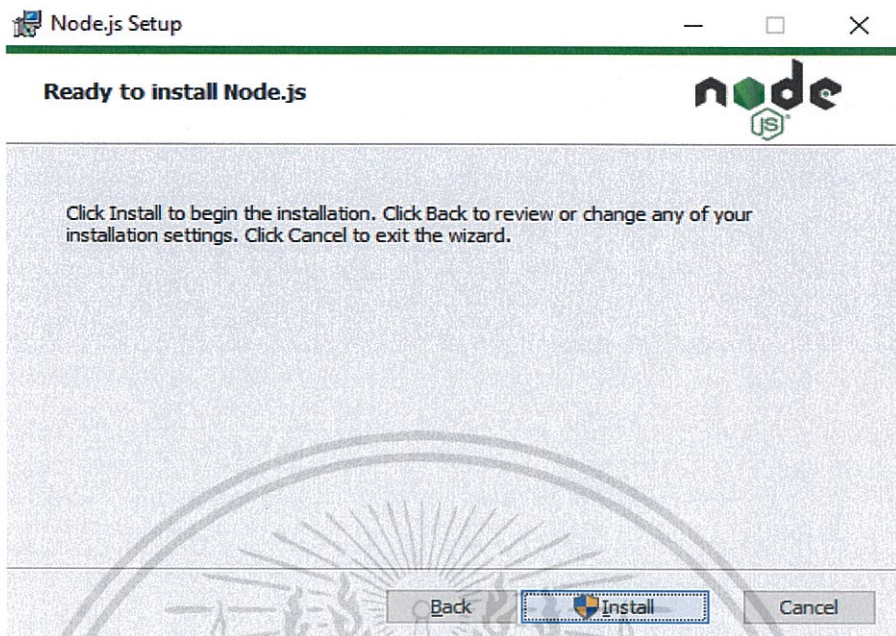 Node.js Setup
Ready to install Node.js
node
JS
Click Install to begin the installation. Click Back to review or change any of your
installation settings. Click Cancel to exit the wizard.
Back Install Cancel